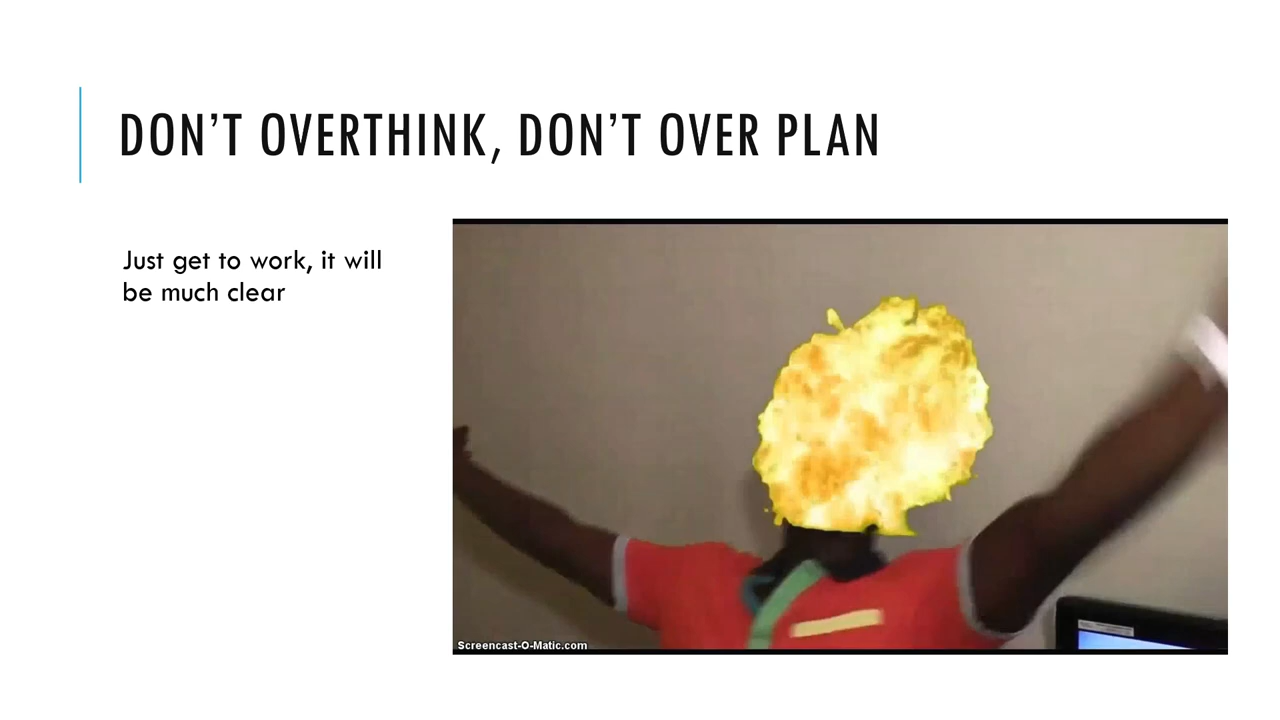 DON'T OVERTHINK, DON'T OVER PLAN
Just get to work, it will
be much clear
Screencast-O-Matic.com